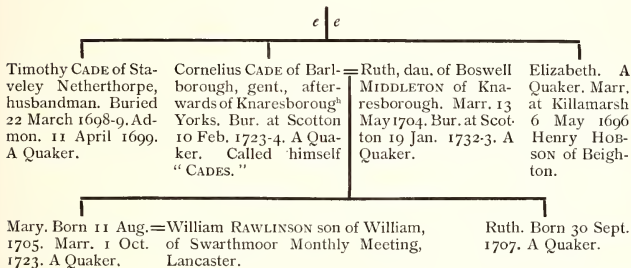 e e
Timothy CADE of Sta-
veley Netherthorpe,
husbandman. Buried
22 March 1698-9. Ad-
mon. 11 April 1699.
A Quaker.
Cornelius CADE of Barl-
borough, gent., after-
wards of Knaresborough
Yorks. Bur. at Scotton
10 Feb. 1723-4. A Qua-
ker. Called himself
"CADES."
=Ruth, dau. of Boswell
MIDDLETON of Kna-
resborough. Marr. 13
May 1704. Bur. at Scot-
ton 19 Jan. 1732-3. A
Quaker.
Elizabeth. A
Quaker. Marr.
at Killamarsh
6 May 1696
Henry HOB-
SON of Beigh-
ton.
Mary. Born 11 Aug.
1705. Marr. 1 Oct.
1723. A Quaker,
=William RAWLINSON son of William,
of Swarthmoor Monthly Meeting,
Lancaster.
Ruth. Born 30 Sept.
1707. A Quaker.